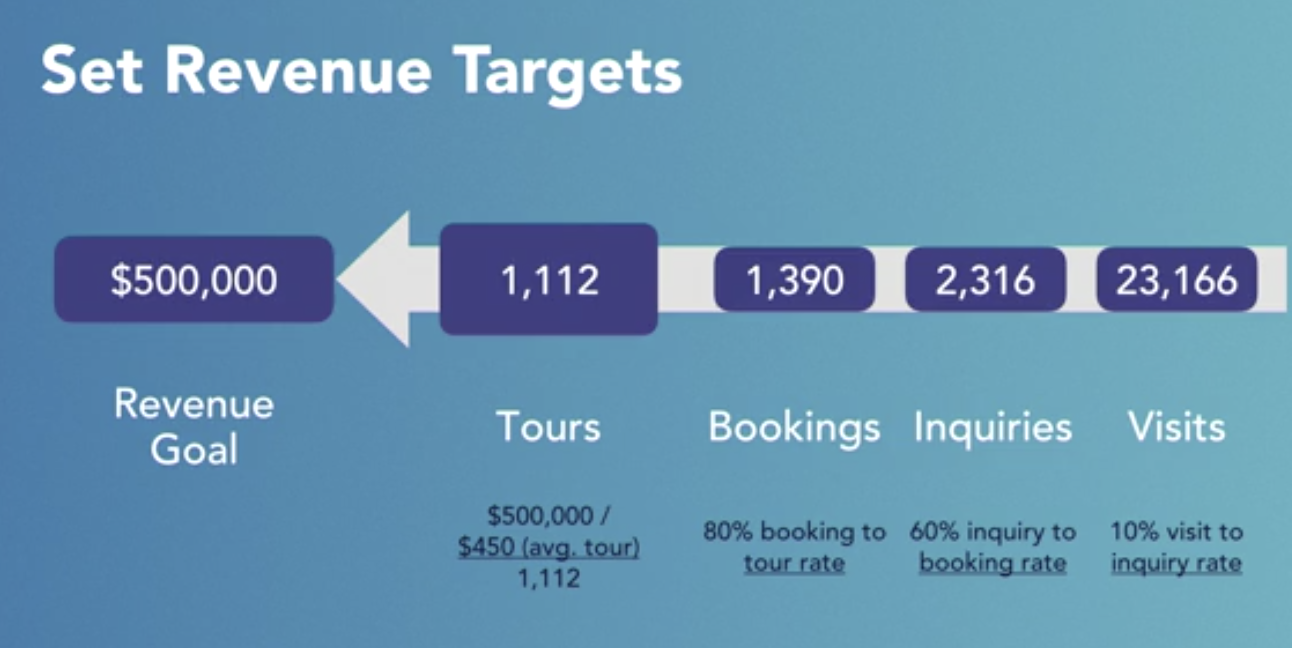 Set Revenue Targets
$500,000
1,112
1,390
2,316
23,166
Revenue
Goal
Tours
Bookings
Inquiries
Visits
$500,000 /
$450 (avg. tour)
1,112
80% booking to
tour rate
60% inquiry to
booking rate
10% visit to
inquiry rate